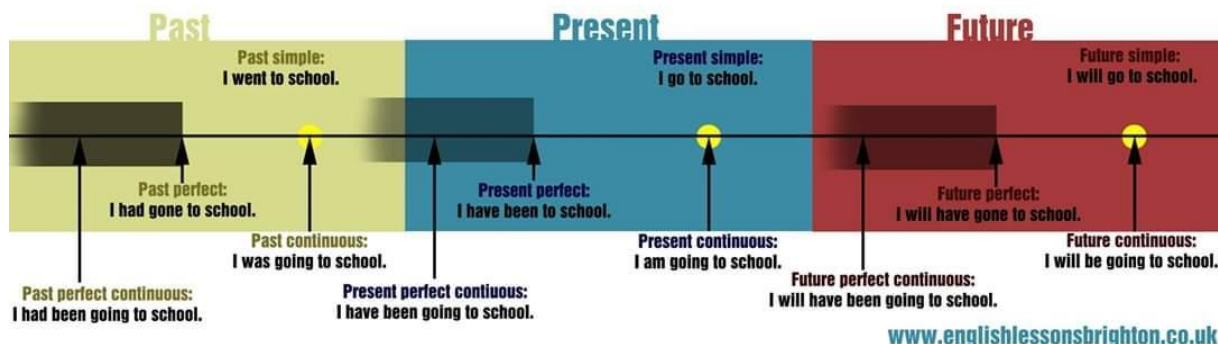 Past
Present
Future
Past simple:
I went to school.
Present simple:
I go to school.
Future simple:
I will go to school.
Past perfect:
I had gone to school.
Present perfect:
I have been to school.
Future perfect:
I will have gone to school.
Past continuous:
I was going to school.
Present continuous:
I am going to school.
Future continuous:
I will be going to school.
Past perfect continuous:
I had been going to school.
Present perfect contiuous:
I have been going to school.
Future perfect continuous:
I will have been going to school.
www.englishlessonsbrighton.co.uk